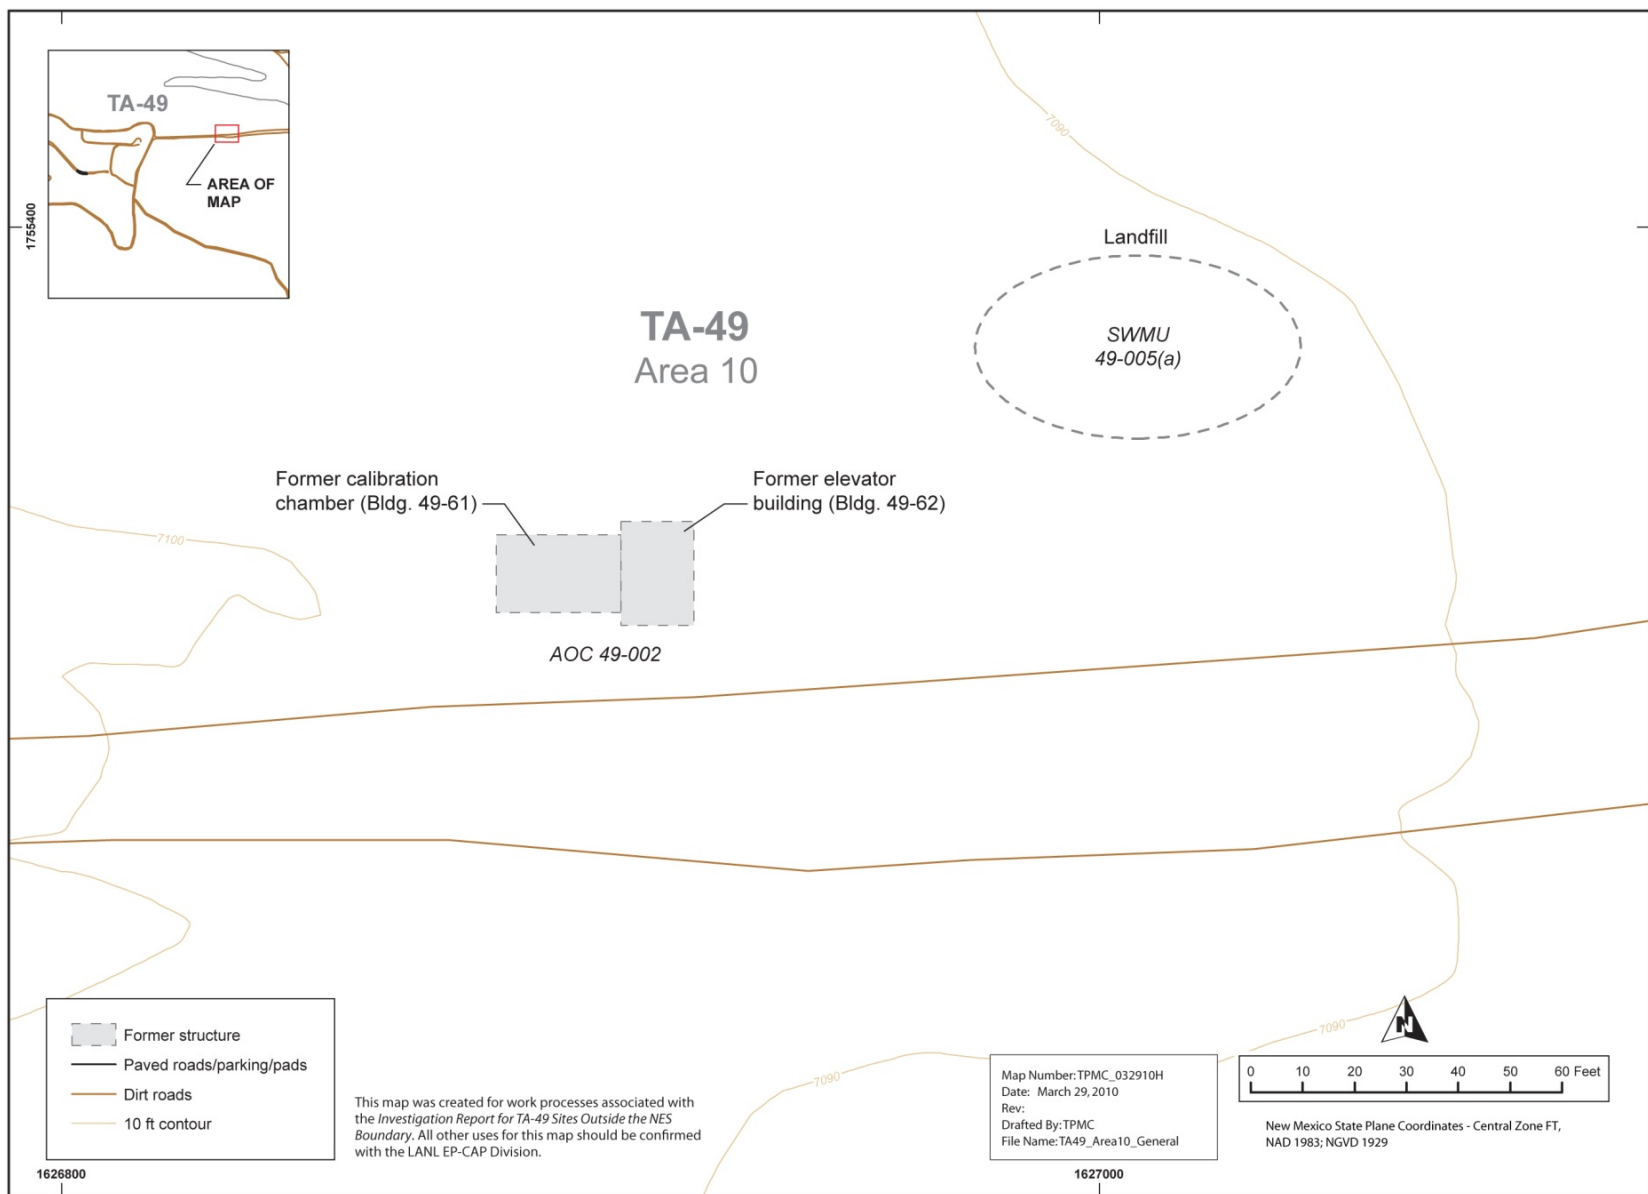 TA-49
AREA OF
MAP
1755400
7090
Landfill
SWMU
49-005(a)
TA-49
Area 10
Former calibration
chamber (Bldg. 49-61)
Former elevator
building (Bldg. 49-62)
7100
AOC 49-002
Former structure
Paved roads/parking/pads
Dirt roads
10 ft contour
This map was created for work processes associated with
the Investigation Report for TA-49 Sites Outside the NES
Boundary. All other uses for this map should be confirmed
with the LANL EP-CAP Division.
7090
7090
N
Map Number: TPMC_032910H
Date: March 29, 2010
Rev:
Drafted By: TPMC
File Name: TA49_Area10_General
0 10 20 30 40 50 60 Feet
New Mexico State Plane Coordinates - Central Zone FT,
NAD 1983; NGVD 1929
1626800
1627000